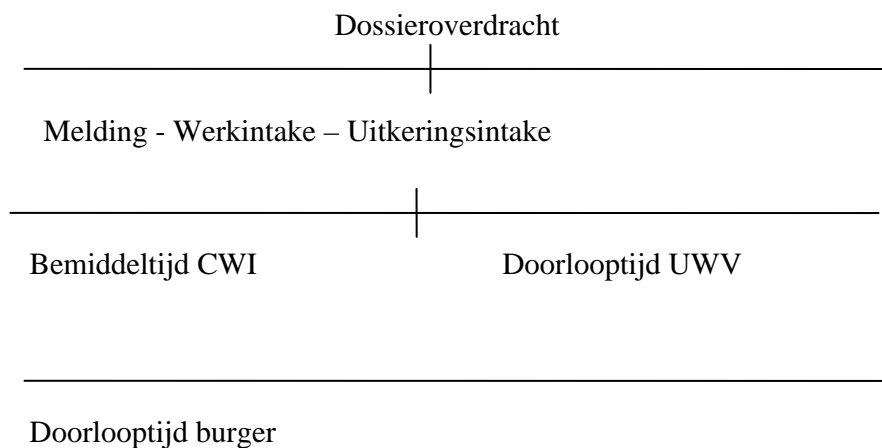 Dossieroverdracht
Melding - Werkintake – Uitkeringsintake
Bemiddeltijd CWI Doorlooptijd UWV
Doorlooptijd burger